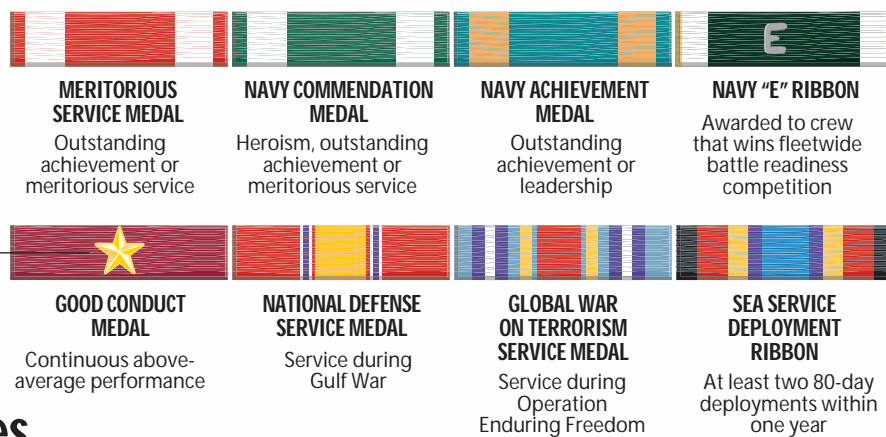 E
MERITORIOUS
SERVICE MEDAL
Outstanding
achievement or
meritorious service
NAVY COMMENDATION
MEDAL
Heroism, outstanding
achievement or
meritorious service
NAVY ACHIEVEMENT
MEDAL
Outstanding
achievement or
leadership
NAVY “E” RIBBON
Awarded to crew
that wins fleetwide
battle readiness
competition
GOOD CONDUCT
MEDAL
Continuous above-
average performance
NATIONAL DEFENSE
SERVICE MEDAL
Service during
Gulf War
GLOBAL WAR
ON TERRORISM
SERVICE MEDAL
Service during
Operation
Enduring Freedom
SEA SERVICE
DEPLOYMENT
RIBBON
At least two 80-day
deployments within
one year